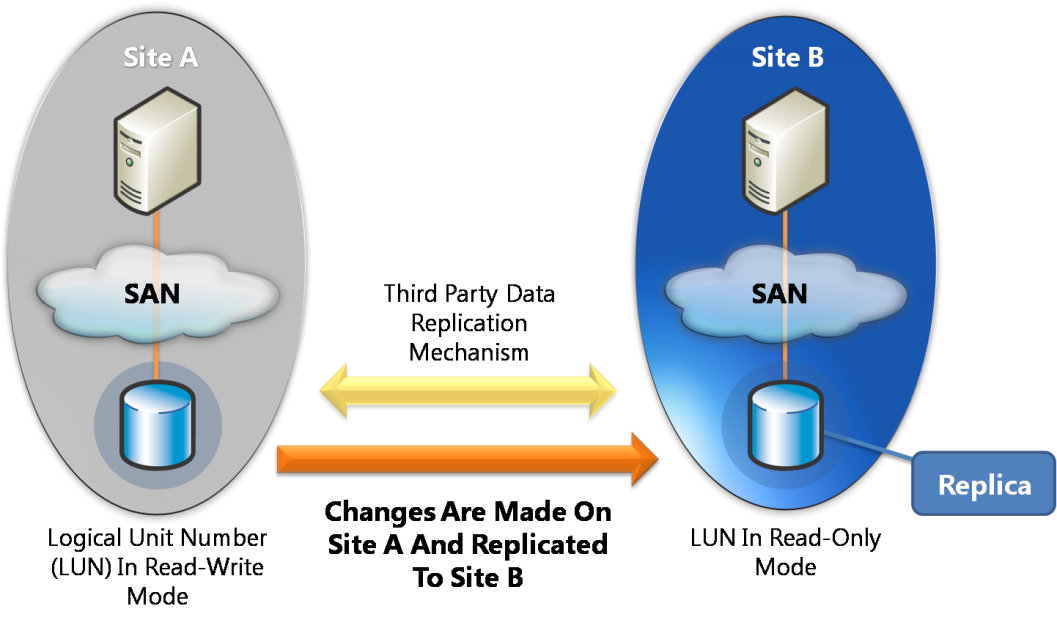 Site A
Site B
SAN
SAN
Third Party Data
Replication
Mechanism
Replica
Changes Are Made On
Site A And Replicated
To Site B
Logical Unit Number
(LUN) In Read-Write
Mode
LUN In Read-Only
Mode